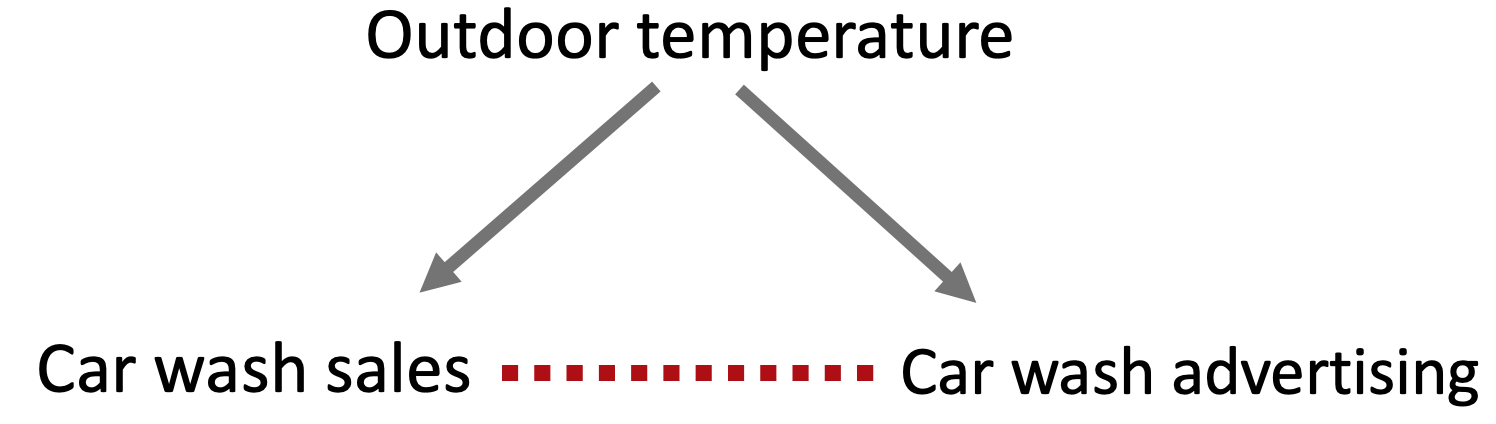 Outdoor temperature
Car wash sales
Car wash advertising